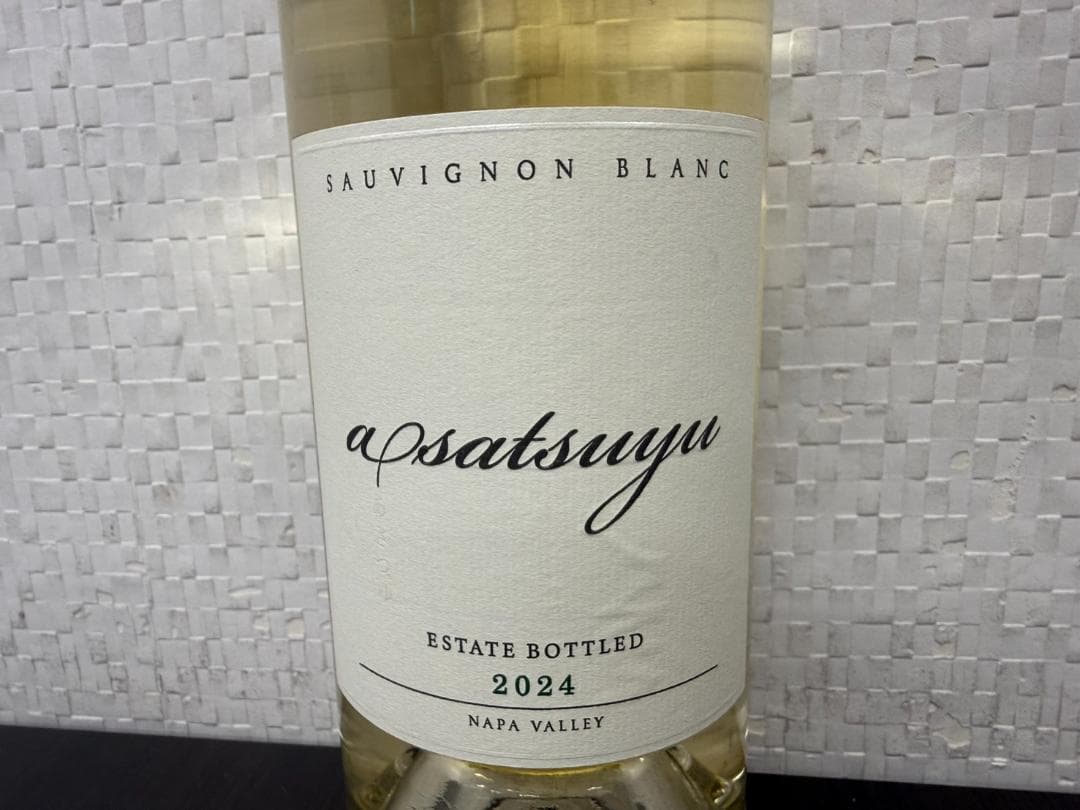 SAUVIGNON BLANC
asatsuyu
ESTATE BOTTLED
2024
NAPA VALLEY